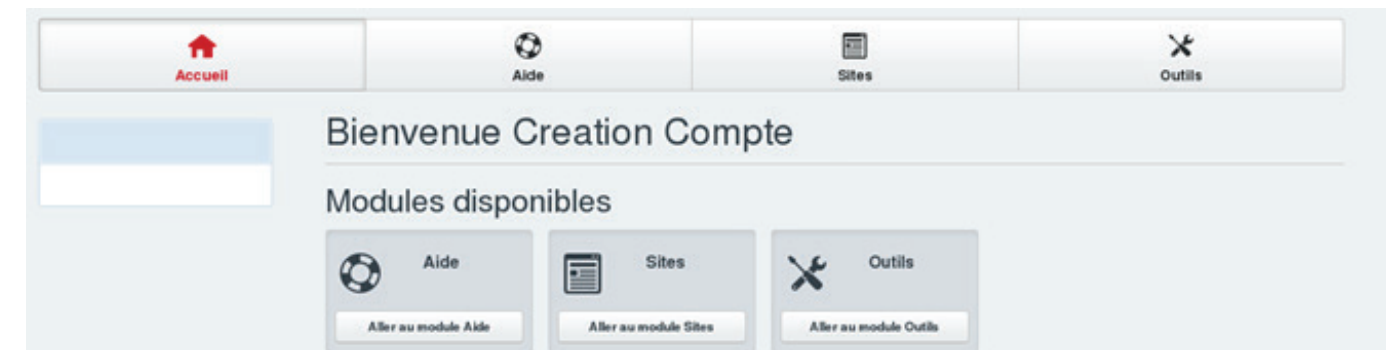 Accueil
Aide
Sites
Outils
Bienvenue Creation Compte
Modules disponibles
Aide
Sites
Outils
Aller au module Aide
Aller au module Sites
Aller au module Outils